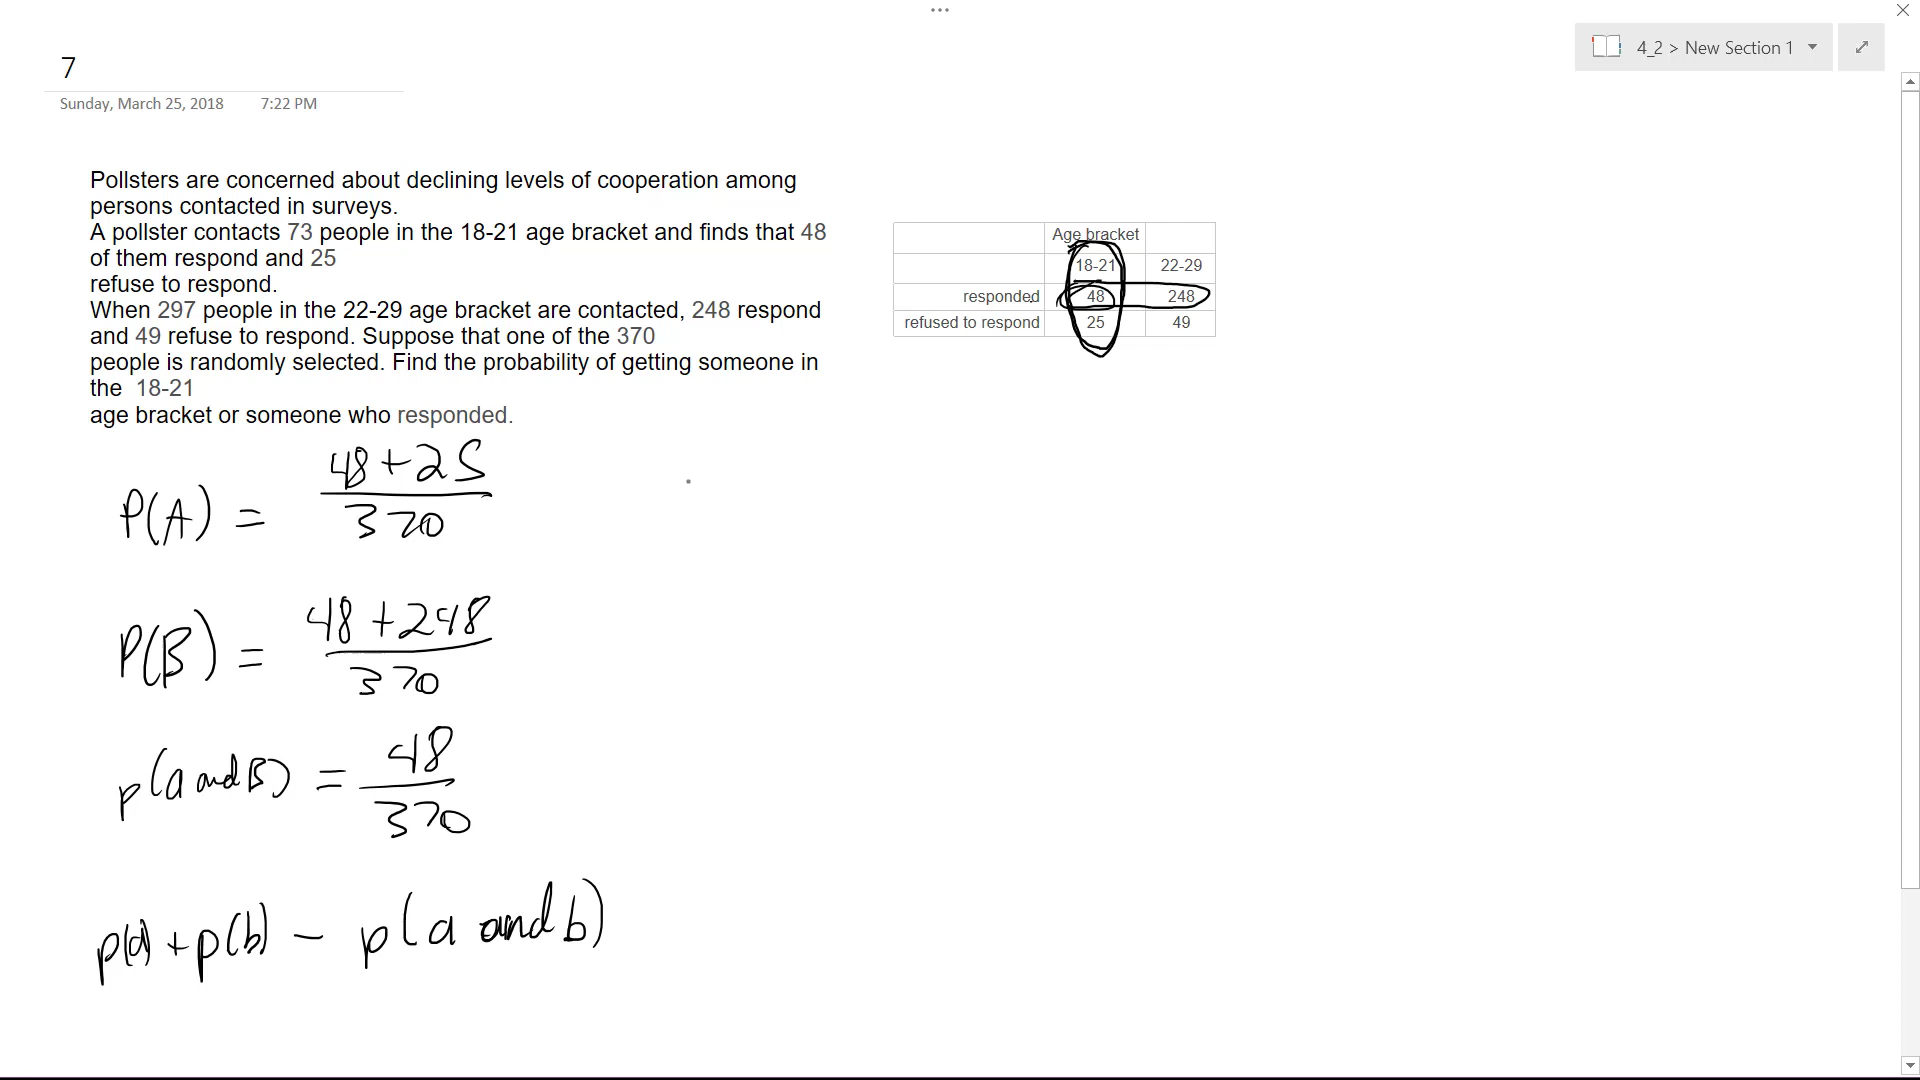 4_2 > New Section 1
7
Sunday, March 25, 2018 7:22 PM
Pollsters are concerned about declining levels of cooperation among
persons contacted in surveys.
A pollster contacts 73 people in the 18-21 age bracket and finds that 48
of them respond and 25
refuse to respond.
When 297 people in the 22-29 age bracket are contacted, 248 respond
and 49 refuse to respond. Suppose that one of the 370
people is randomly selected. Find the probability of getting someone in
the 18-21
age bracket or someone who responded.
Age bracket
18-21 22-29
responded 48 248
refused to respond 25 49
P(A) = 48+25
370
P(B) = 48+248
370
p(a and B) = 48
370
p(a) + p(b) - p(a and b)